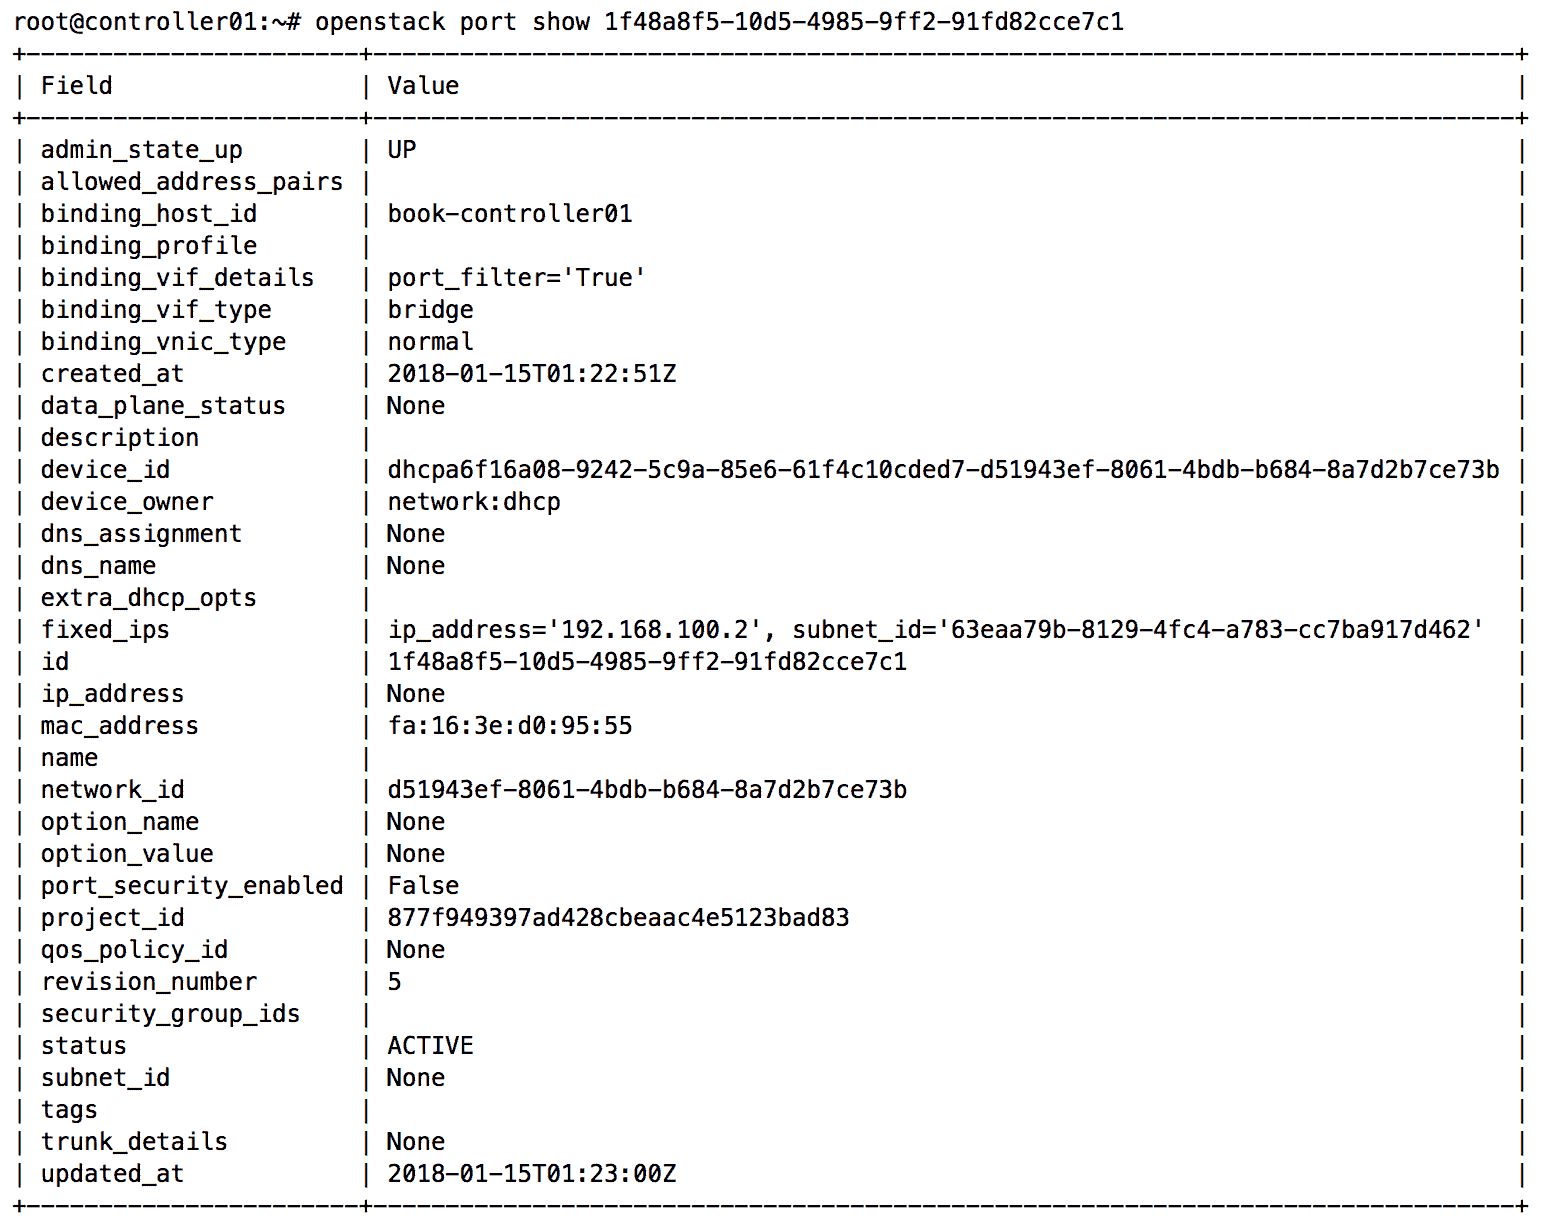 root@controller01:~# openstack port show 1f48a8f5-10d5-4985-9ff2-91fd82cce7c1
+-----------------------+-------------------------------------------------------------------------------+
| Field                 | Value                                                                         |
+-----------------------+-------------------------------------------------------------------------------+
| admin_state_up        | UP                                                                            |
| allowed_address_pairs |                                                                               |
| binding_host_id       | book-controller01                                                             |
| binding_profile       |                                                                               |
| binding_vif_details   | port_filter='True'                                                            |
| binding_vif_type      | bridge                                                                        |
| binding_vnic_type     | normal                                                                        |
| created_at            | 2018-01-15T01:22:51Z                                                          |
| data_plane_status     | None                                                                          |
| description           |                                                                               |
| device_id             | dhcpa6f16a08-9242-5c9a-85e6-61f4c10cded7-d51943ef-8061-4bdb-b684-8a7d2b7ce73b |
| device_owner          | network:dhcp                                                                  |
| dns_assignment        | None                                                                          |
| dns_name              | None                                                                          |
| extra_dhcp_opts       |                                                                               |
| fixed_ips             | ip_address='192.168.100.2', subnet_id='63eaa79b-8129-4fc4-a783-cc7ba917d462'  |
| id                    | 1f48a8f5-10d5-4985-9ff2-91fd82cce7c1                                          |
| ip_address            | None                                                                          |
| mac_address           | fa:16:3e:d0:95:55                                                             |
| name                  |                                                                               |
| network_id            | d51943ef-8061-4bdb-b684-8a7d2b7ce73b                                          |
| option_name           | None                                                                          |
| option_value          | None                                                                          |
| port_security_enabled | False                                                                         |
| project_id            | 877f949397ad428cbeaac4e5123bad83                                              |
| qos_policy_id         | None                                                                          |
| revision_number       | 5                                                                             |
| security_group_ids    |                                                                               |
| status                | ACTIVE                                                                        |
| subnet_id             | None                                                                          |
| tags                  |                                                                               |
| trunk_details         | None                                                                          |
| updated_at            | 2018-01-15T01:23:00Z                                                          |
+-----------------------+-------------------------------------------------------------------------------+